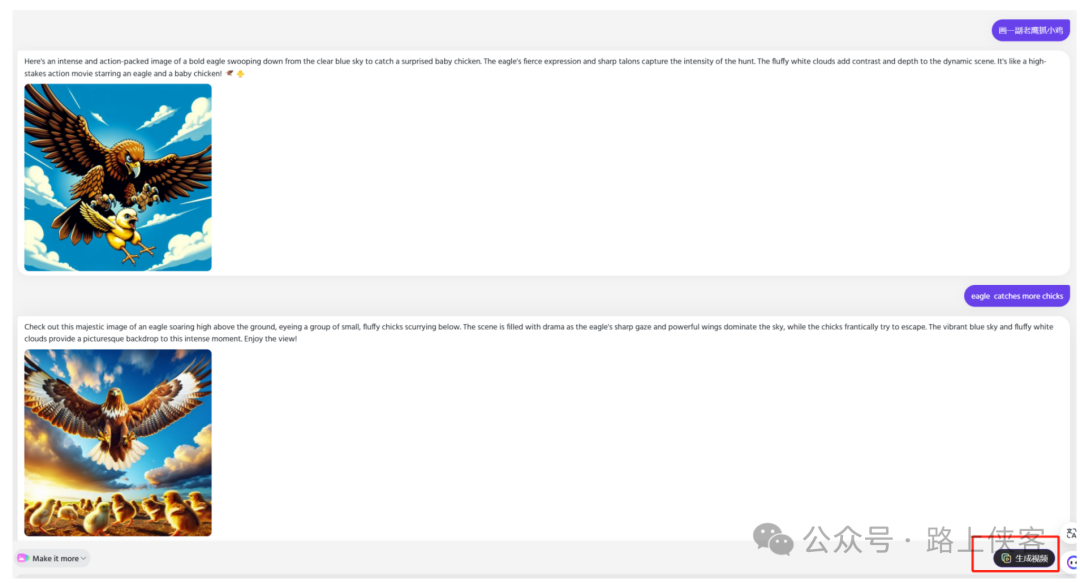 画一副老鹰抓小鸡
Here's an intense and action-packed image of a bold eagle swooping down from the clear blue sky to catch a surprised baby chicken. The eagle's fierce expression and sharp talons capture the intensity of the hunt. The fluffy white clouds add contrast and depth to the dynamic scene. It's like a high-
stakes action movie starring an eagle and a baby chicken! 🦅 🐥
eagle catches more chicks
Check out this majestic image of an eagle soaring high above the ground, eyeing a group of small, fluffy chicks scurrying below. The scene is filled with drama as the eagle's sharp gaze and powerful wings dominate the sky, while the chicks frantically try to escape. The vibrant blue sky and fluffy white
clouds provide a picturesque backdrop to this intense moment. Enjoy the view!
公众号 · 路上侠客
Make it more
生成视频